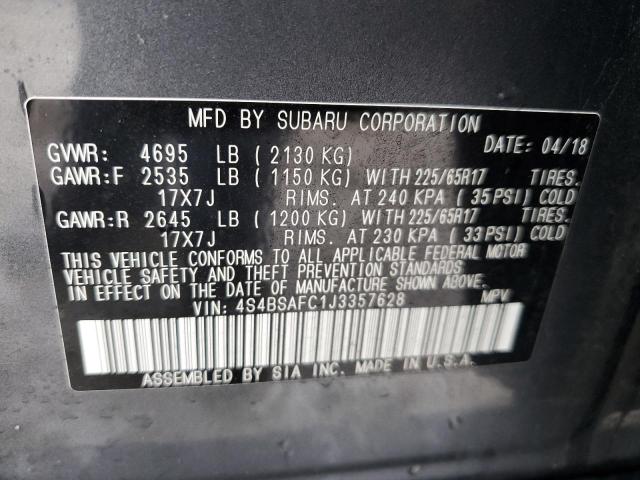 MFD BY SUBARU CORPORATION
GVWR: 4695 LB ( 2130 KG) DATE: 04/18
GAWR:F 2535 LB ( 1150 KG) WITH 225/65R17 TIRES.
17X7J RIMS. AT 240 KPA ( 35 PSI) COLD
GAWR:R 2645 LB ( 1200 KG) WITH 225/65R17 TIRES.
17X7J RIMS. AT 230 KPA ( 33 PSI) COLD
THIS VEHICLE CONFORMS TO ALL APPLICABLE FEDERAL MOTOR
VEHICLE SAFETY AND THEFT PREVENTION STANDARDS
IN EFFECT ON THE DATE OF MANUFACTURE SHOWN ABOVE.
VIN: 4S4BSAFC1J3357628 MPV
ASSEMBLED BY SIA INC. MADE IN U.S.A.